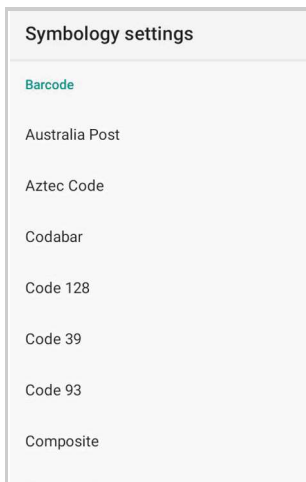 Symbology settings
Barcode
Australia Post
Aztec Code
Codabar
Code 128
Code 39
Code 93
Composite